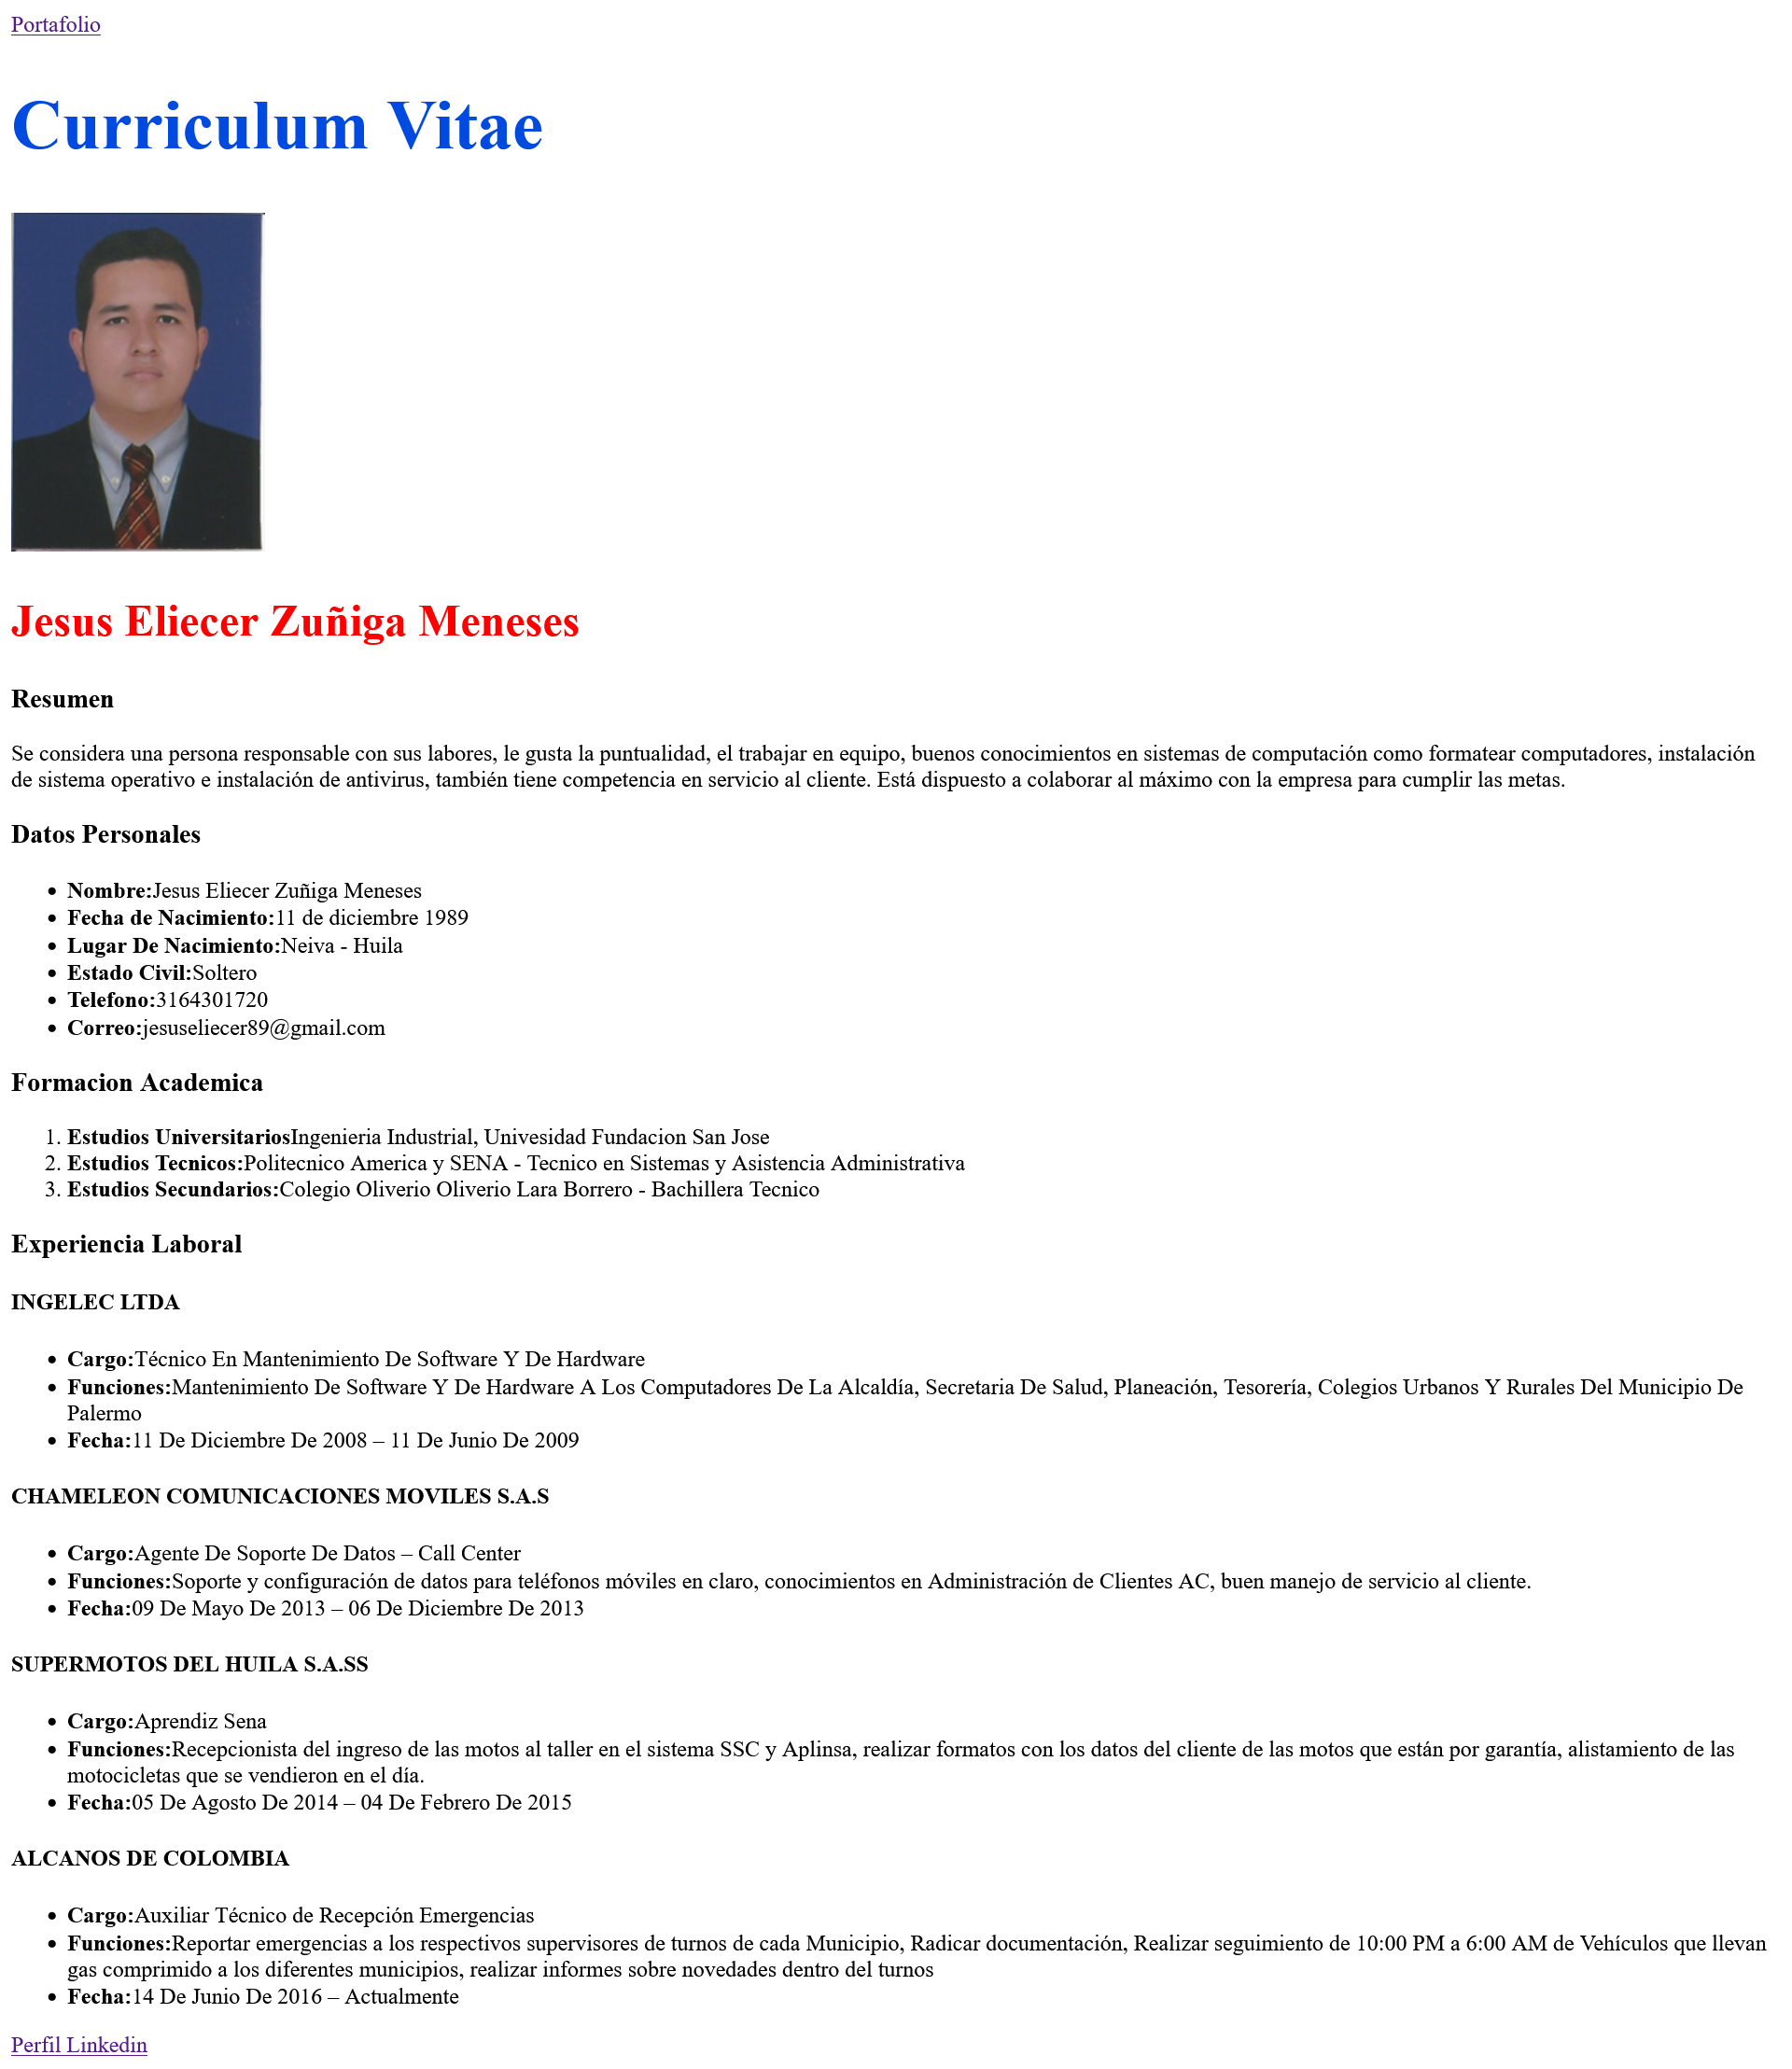 Portafolio
Curriculum Vitae
Jesus Eliecer Zuñiga Meneses
Resumen
Se considera una persona responsable con sus labores, le gusta la puntualidad, el trabajar en equipo, buenos conocimientos en sistemas de computación como formatear computadores, instalación
de sistema operativo e instalación de antivirus, también tiene competencia en servicio al cliente. Está dispuesto a colaborar al máximo con la empresa para cumplir las metas.
Datos Personales
• Nombre:Jesus Eliecer Zuñiga Meneses
• Fecha de Nacimiento:11 de diciembre 1989
• Lugar De Nacimiento:Neiva - Huila
• Estado Civil:Soltero
• Telefono:3164301720
• Correo:jesuseliecer89@gmail.com
Formacion Academica
1. Estudios UniversitariosIngenieria Industrial, Univesidad Fundacion San Jose
2. Estudios Tecnicos:Politecnico America y SENA - Tecnico en Sistemas y Asistencia Administrativa
3. Estudios Secundarios:Colegio Oliverio Oliverio Lara Borrero - Bachillera Tecnico
Experiencia Laboral
INGELEC LTDA
• Cargo:Técnico En Mantenimiento De Software Y De Hardware
• Funciones:Mantenimiento De Software Y De Hardware A Los Computadores De La Alcaldía, Secretaria De Salud, Planeación, Tesorería, Colegios Urbanos Y Rurales Del Municipio De
Palermo
• Fecha:11 De Diciembre De 2008 – 11 De Junio De 2009
CHAMELEON COMUNICACIONES MOVILES S.A.S
• Cargo:Agente De Soporte De Datos – Call Center
• Funciones:Soporte y configuración de datos para teléfonos móviles en claro, conocimientos en Administración de Clientes AC, buen manejo de servicio al cliente.
• Fecha:09 De Mayo De 2013 – 06 De Diciembre De 2013
SUPERMOTOS DEL HUILA S.A.SS
• Cargo:Aprendiz Sena
• Funciones:Recepcionista del ingreso de las motos al taller en el sistema SSC y Aplinsa, realizar formatos con los datos del cliente de las motos que están por garantía, alistamiento de las
motocicletas que se vendieron en el día.
• Fecha:05 De Agosto De 2014 – 04 De Febrero De 2015
ALCANOS DE COLOMBIA
• Cargo:Auxiliar Técnico de Recepción Emergencias
• Funciones:Reportar emergencias a los respectivos supervisores de turnos de cada Municipio, Radicar documentación, Realizar seguimiento de 10:00 PM a 6:00 AM de Vehículos que llevan
gas comprimido a los diferentes municipios, realizar informes sobre novedades dentro del turnos
• Fecha:14 De Junio De 2016 – Actualmente
Perfil Linkedin